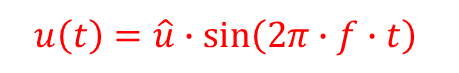 u(t) = û · sin(2π · f · t)